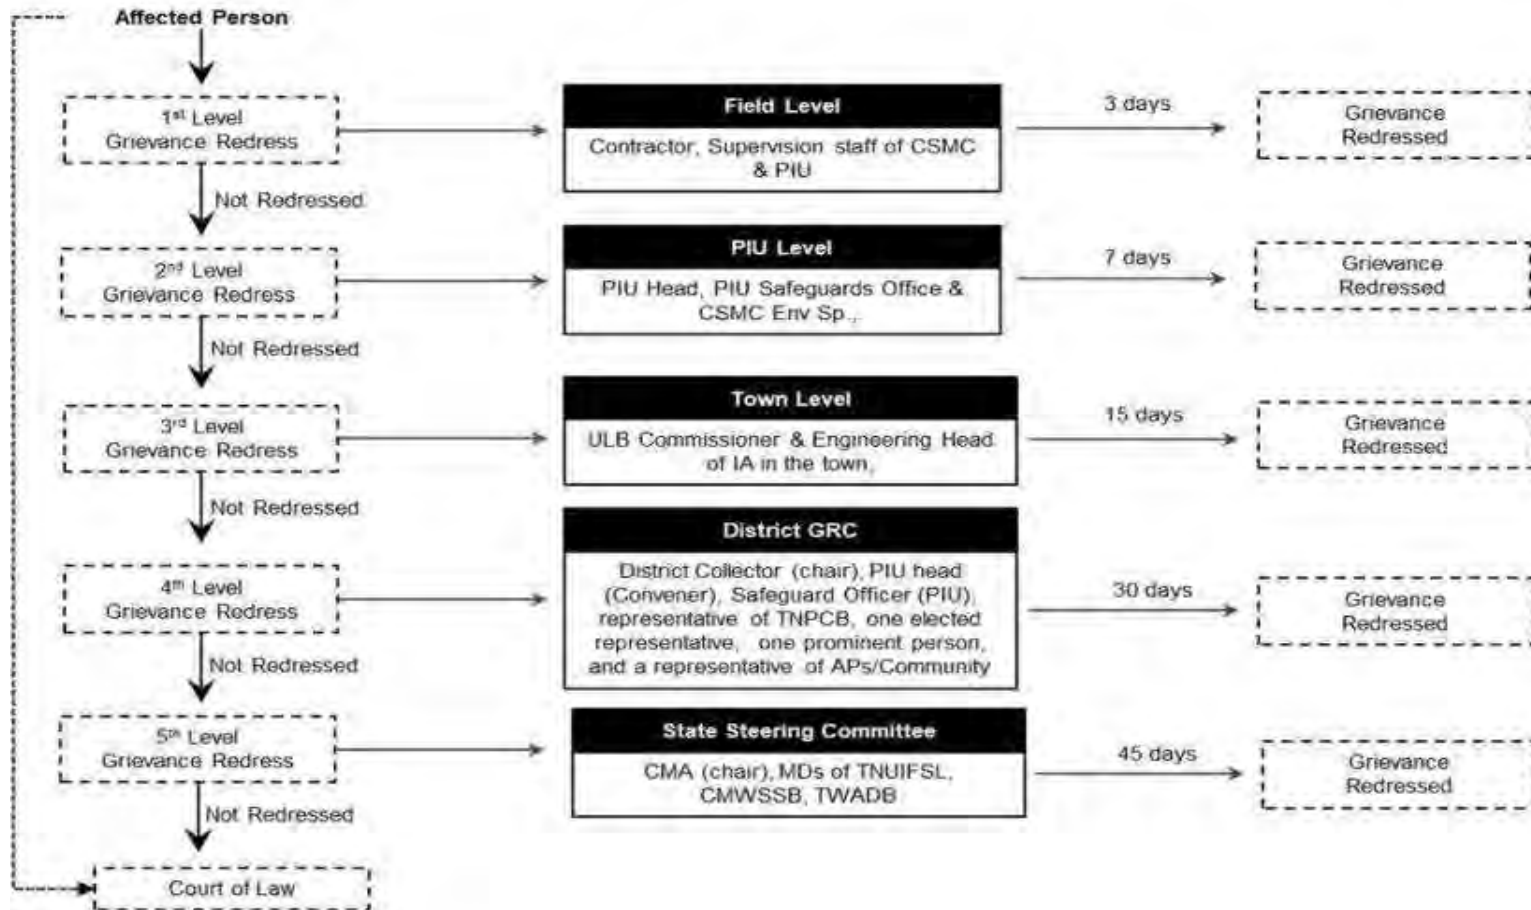 Affected Person
1st Level
Grievance Redress
Field Level
Contractor, Supervision staff of CSMC
& PIU
3 days
Grievance
Redressed
Not Redressed
2nd Level
Grievance Redress
PIU Level
PIU Head, PIU Safeguards Office &
CSMC Env Sp.,
7 days
Grievance
Redressed
Not Redressed
3rd Level
Grievance Redress
Town Level
ULB Commissioner & Engineering Head
of IA in the town,
15 days
Grievance
Redressed
Not Redressed
4th Level
Grievance Redress
District GRC
District Collector (chair), PIU head
(Convener), Safeguard Officer (PIU),
representative of TNPCB, one elected
representative, one prominent person,
and a representative of APs/Community
30 days
Grievance
Redressed
Not Redressed
5th Level
Grievance Redress
State Steering Committee
CMA (chair), MDs of TNUIFSL,
CMWSSB, TWADB
45 days
Grievance
Redressed
Not Redressed
Court of Law